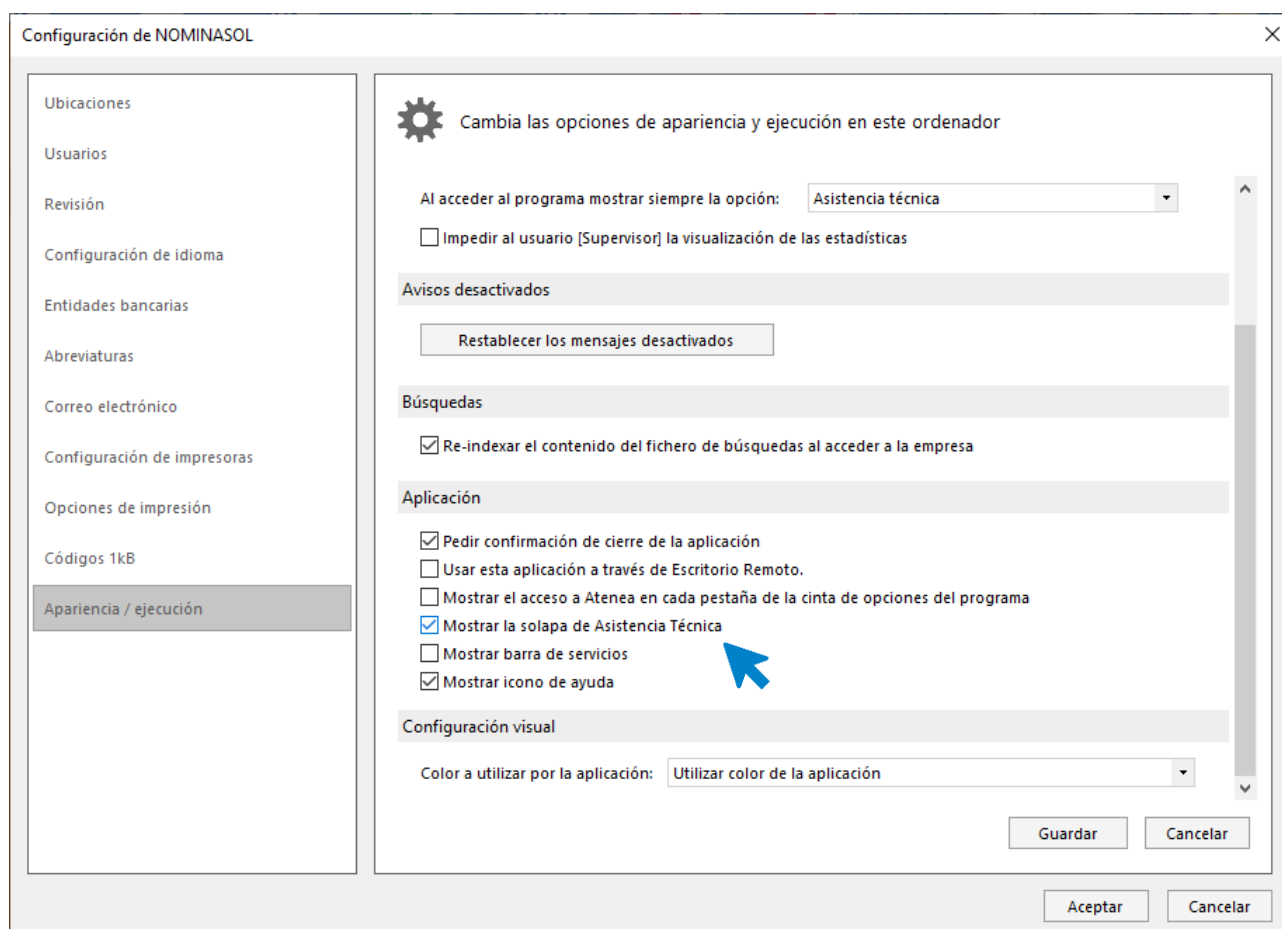 Configuración de NOMINASOL
Ubicaciones
Usuarios
Revisión
Configuración de idioma
Entidades bancarias
Abreviaturas
Correo electrónico
Configuración de impresoras
Opciones de impresión
Códigos 1kB
Apariencia / ejecución
Cambia las opciones de apariencia y ejecución en este ordenador
Al acceder al programa mostrar siempre la opción: Asistencia técnica
Impedir al usuario [Supervisor] la visualización de las estadísticas
Avisos desactivados
Restablecer los mensajes desactivados
Búsquedas
Re-indexar el contenido del fichero de búsquedas al acceder a la empresa
Aplicación
Pedir confirmación de cierre de la aplicación
Usar esta aplicación a través de Escritorio Remoto.
Mostrar el acceso a Atenea en cada pestaña de la cinta de opciones del programa
Mostrar la solapa de Asistencia Técnica
Mostrar barra de servicios
Mostrar icono de ayuda
Configuración visual
Color a utilizar por la aplicación: Utilizar color de la aplicación
Guardar Cancelar
Aceptar Cancelar